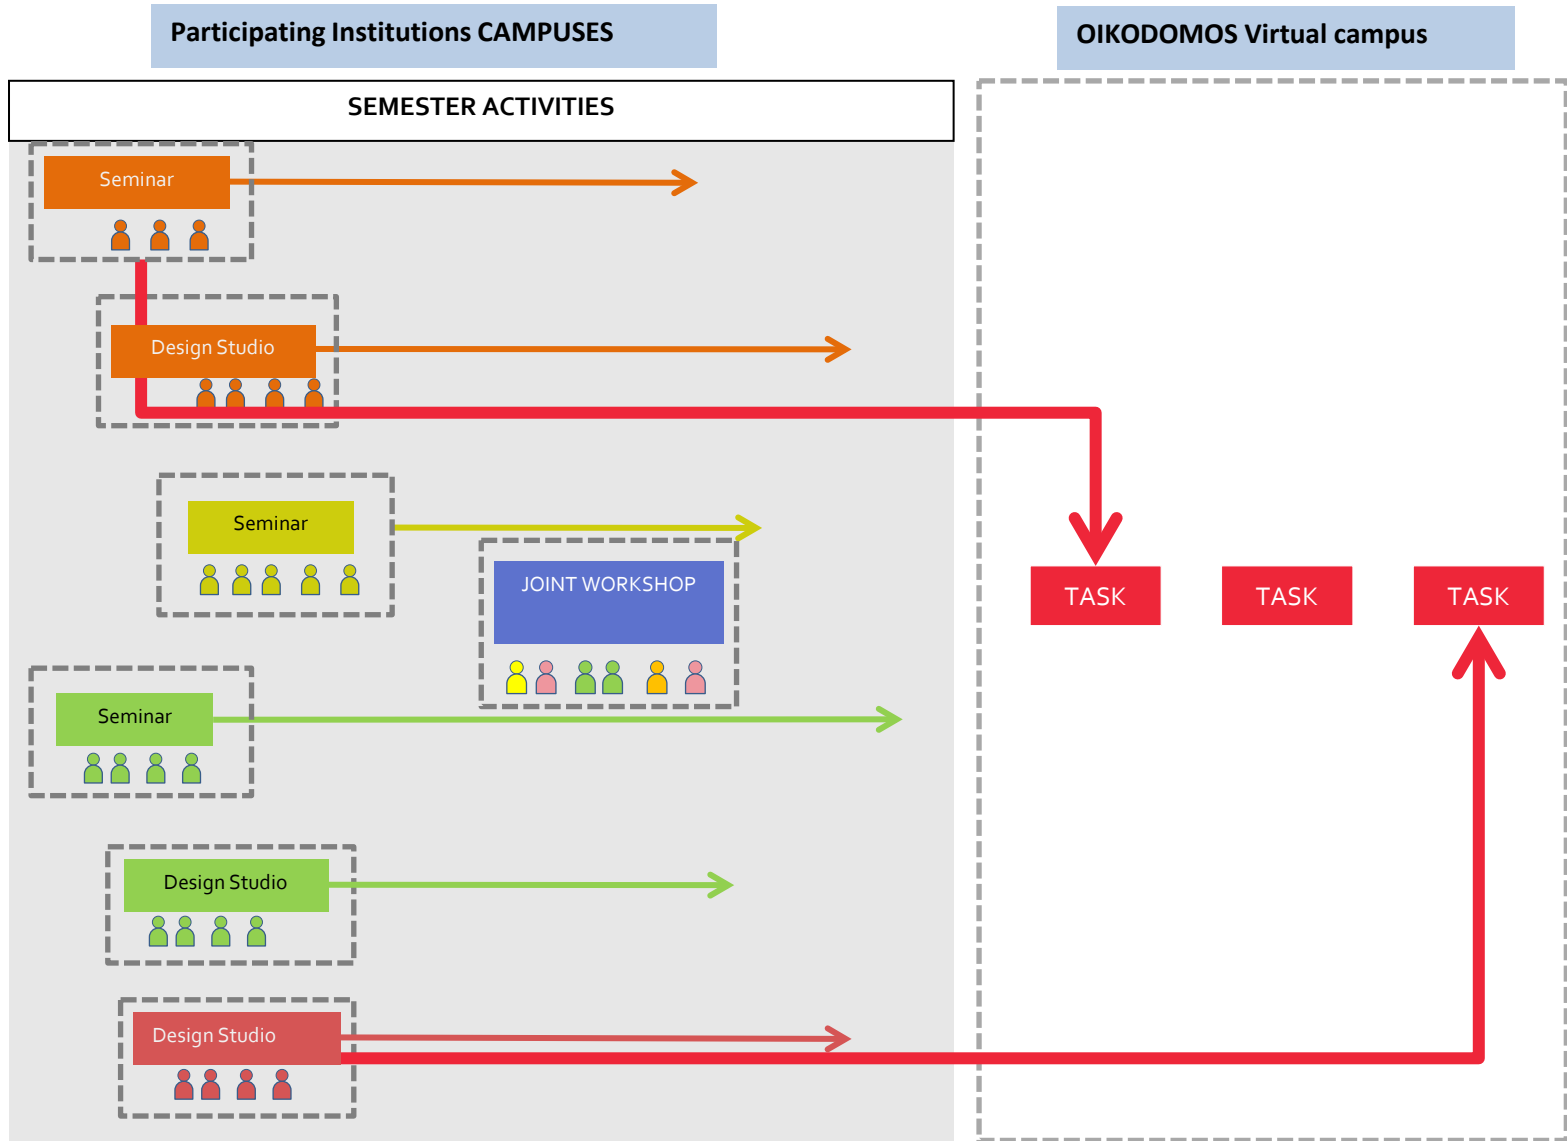 Participating Institutions CAMPUSES
OIKODOMOS Virtual campus
SEMESTER ACTIVITIES
Seminar
Design Studio
Seminar
JOINT WORKSHOP
TASK
TASK
TASK
Seminar
Design Studio
Design Studio